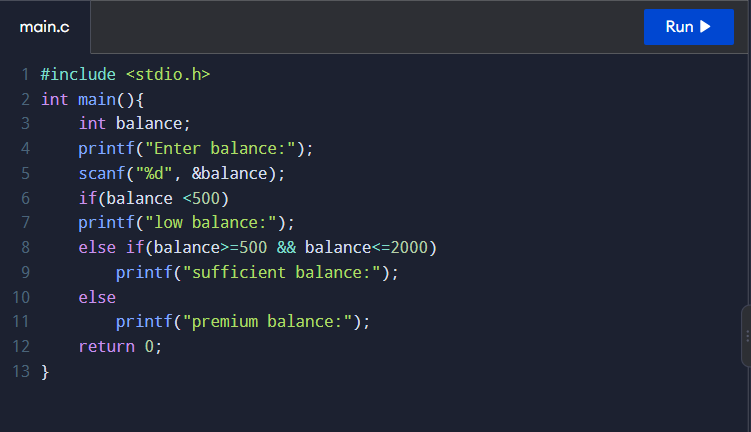 main.c
Run
1 #include <stdio.h>
2 int main(){
3     int balance;
4     printf("Enter balance:");
5     scanf("%d", &balance);
6     if(balance <500)
7     printf("low balance:");
8     else if(balance>=500 && balance<=2000)
9         printf("sufficient balance:");
10     else
11         printf("premium balance:");
12     return 0;
13 }